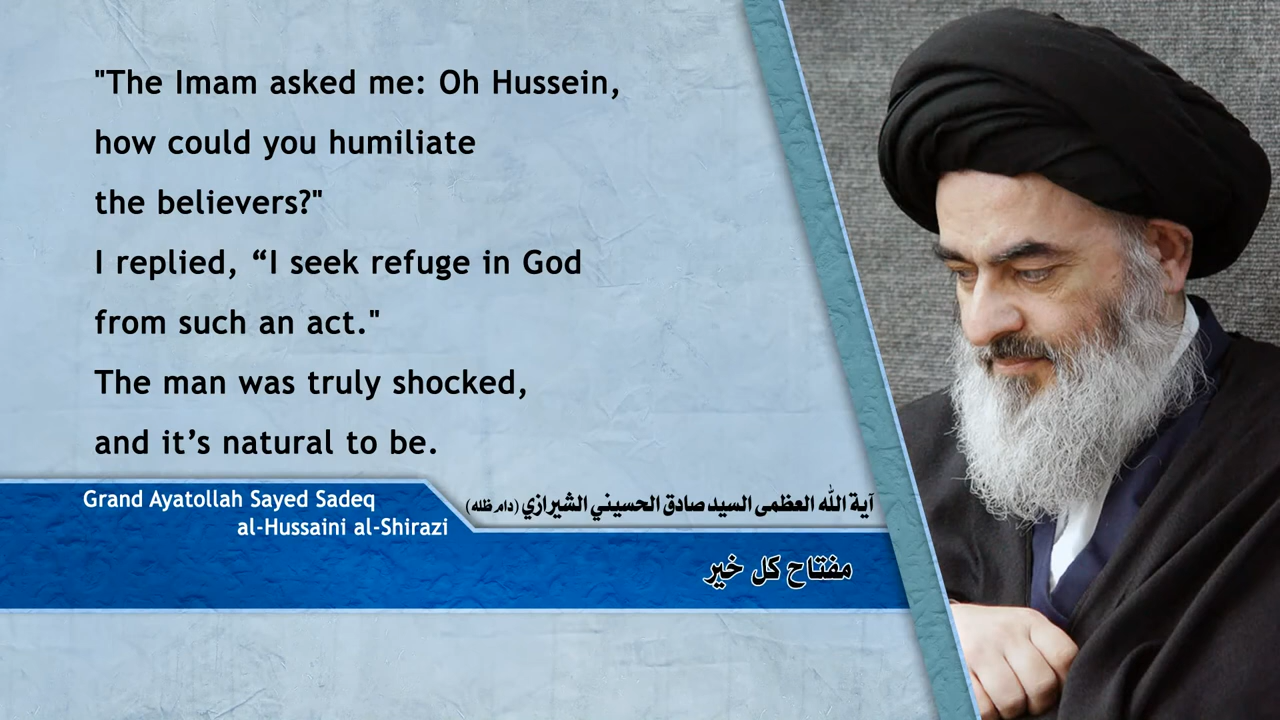 "The Imam asked me: Oh Hussein,
how could you humiliate
the believers?"
I replied, “I seek refuge in God
from such an act."
The man was truly shocked,
and it’s natural to be.
Grand Ayatollah Sayed Sadeq
al-Hussaini al-Shirazi
آية الله العظمى السيد صادق الحسيني الشيرازي (دام ظله)
مفتاح كل خير